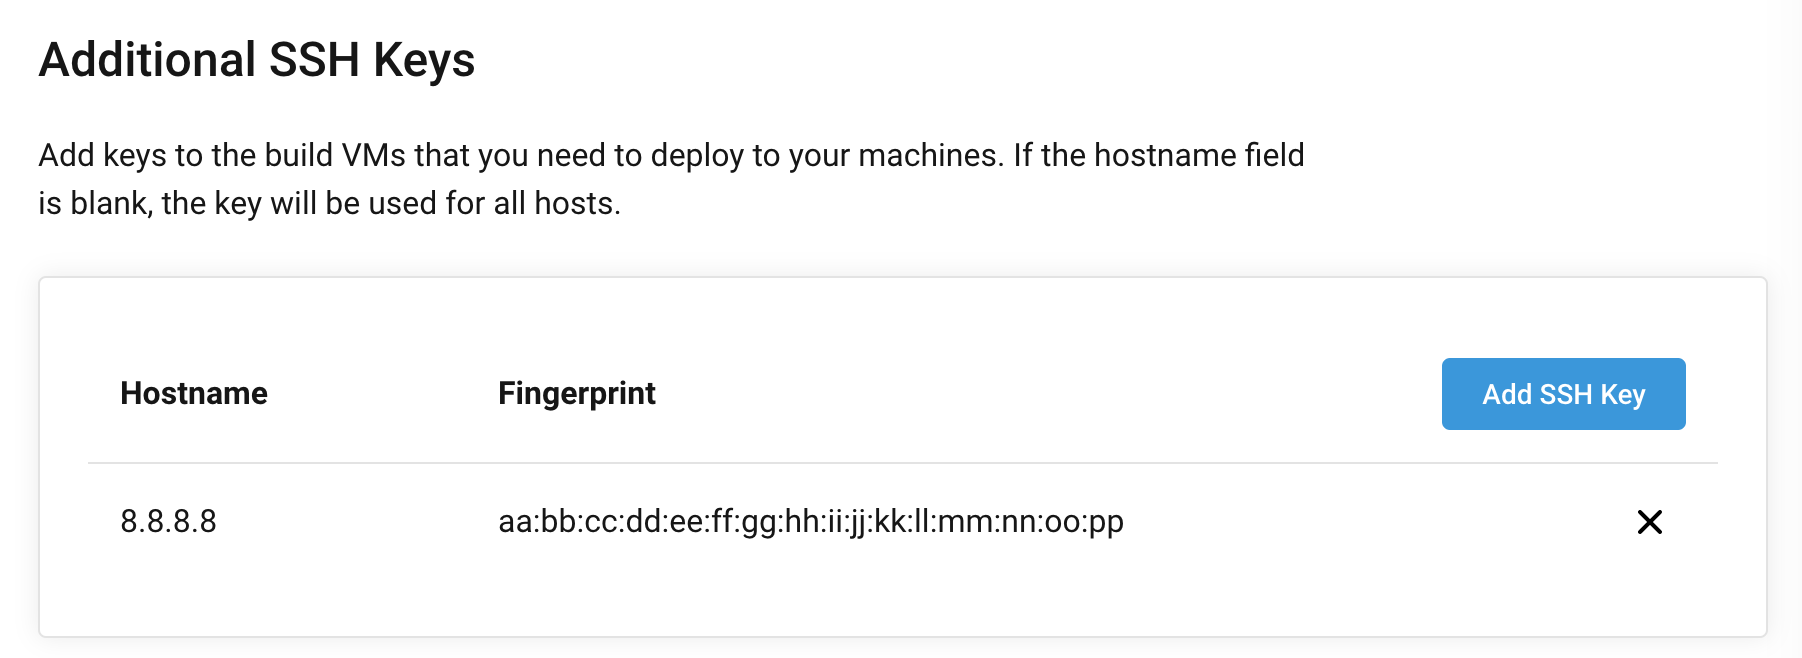 Additional SSH Keys
Add keys to the build VMs that you need to deploy to your machines. If the hostname field
is blank, the key will be used for all hosts.
Hostname Fingerprint Add SSH Key
8.8.8.8 aa:bb:cc:dd:ee:ff:gg:hh:ii:jj:kk:ll:mm:nn:oo:pp